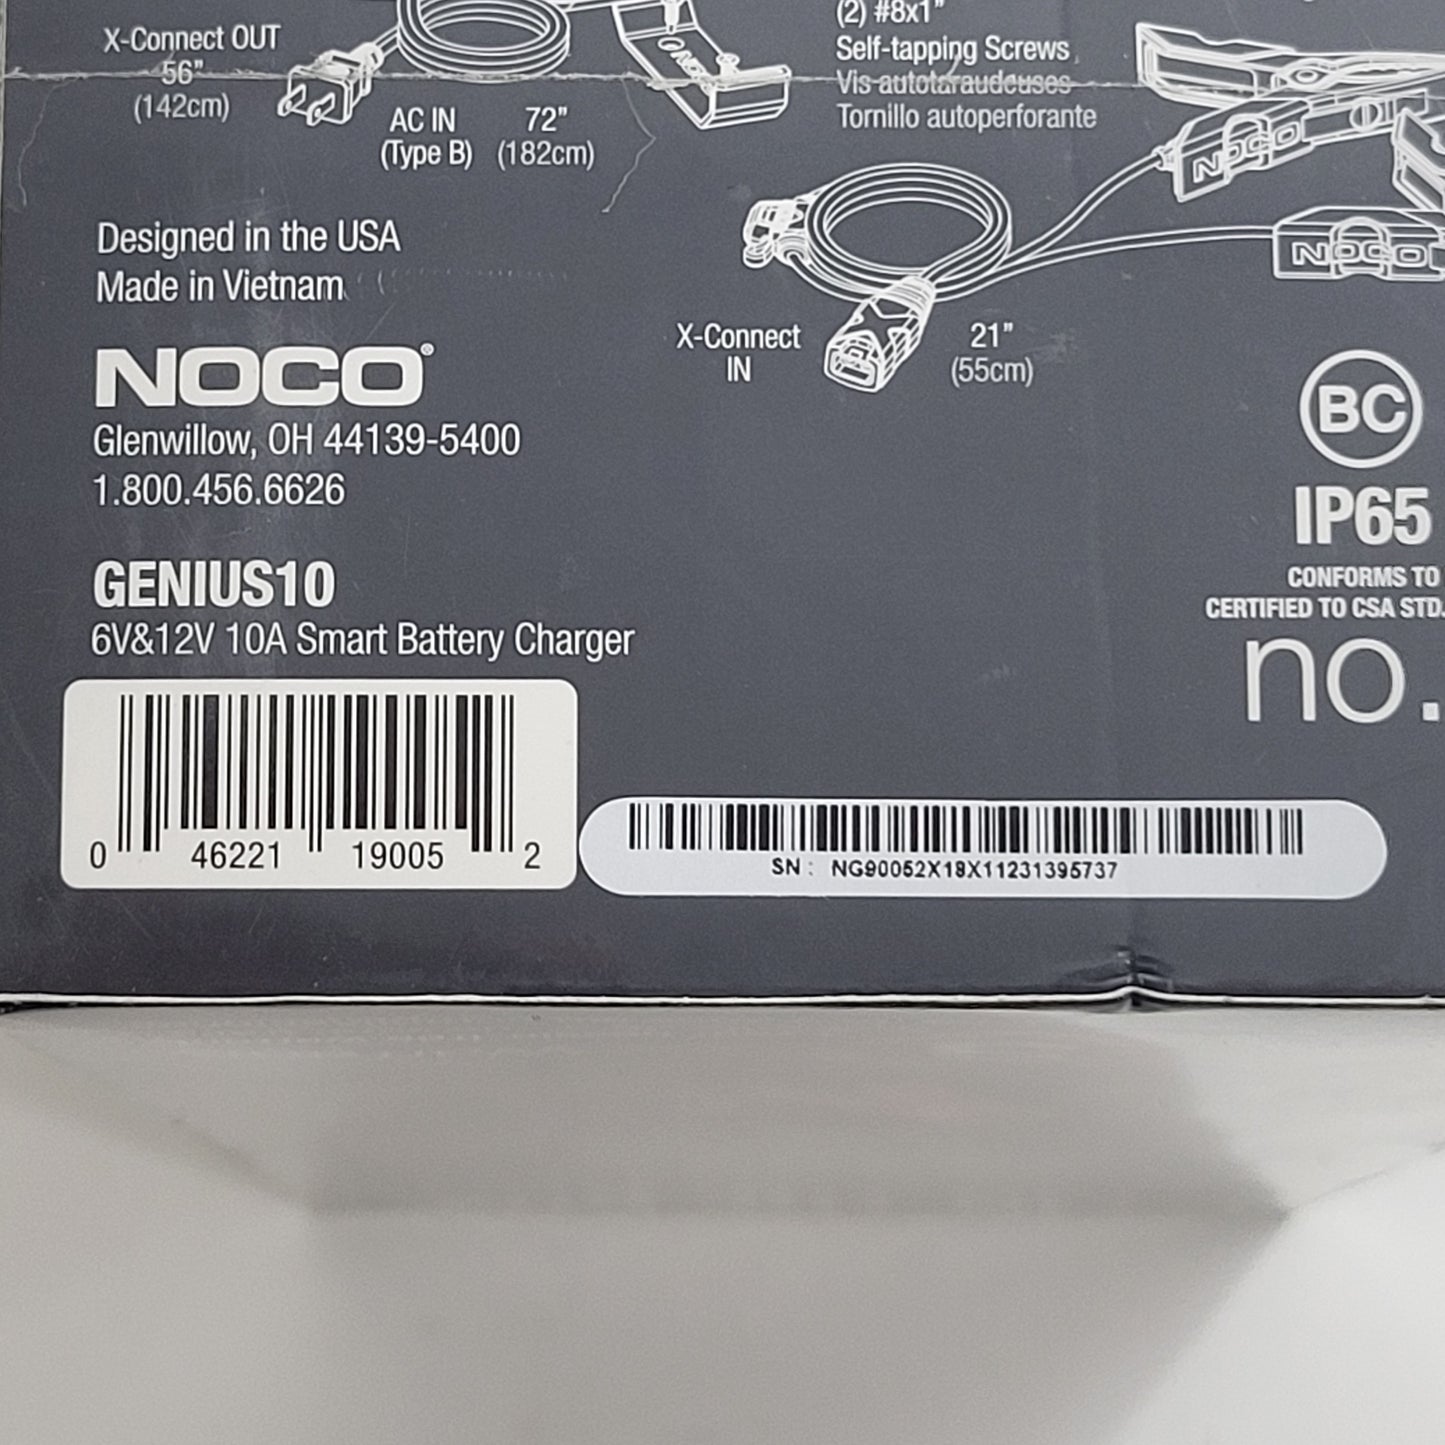 X-Connect OUT
56”
(142cm)
AC IN
(Type B)
72”
(182cm)
NOCO
(2) #8x1”
Self-tapping Screws
Vis autotaraudeuses
Tornillo autoperforante
NOCO
NOCO
X-Connect
IN
21”
(55cm)
Designed in the USA
Made in Vietnam
NOCO®
Glenwillow, OH 44139-5400
1.800.456.6626
GENIUS10
6V&12V 10A Smart Battery Charger
0 46221 19005 2
SN : NG90052X18X11231395737
BC
IP65
CONFORMS TO
CERTIFIED TO CSA STD.
no.